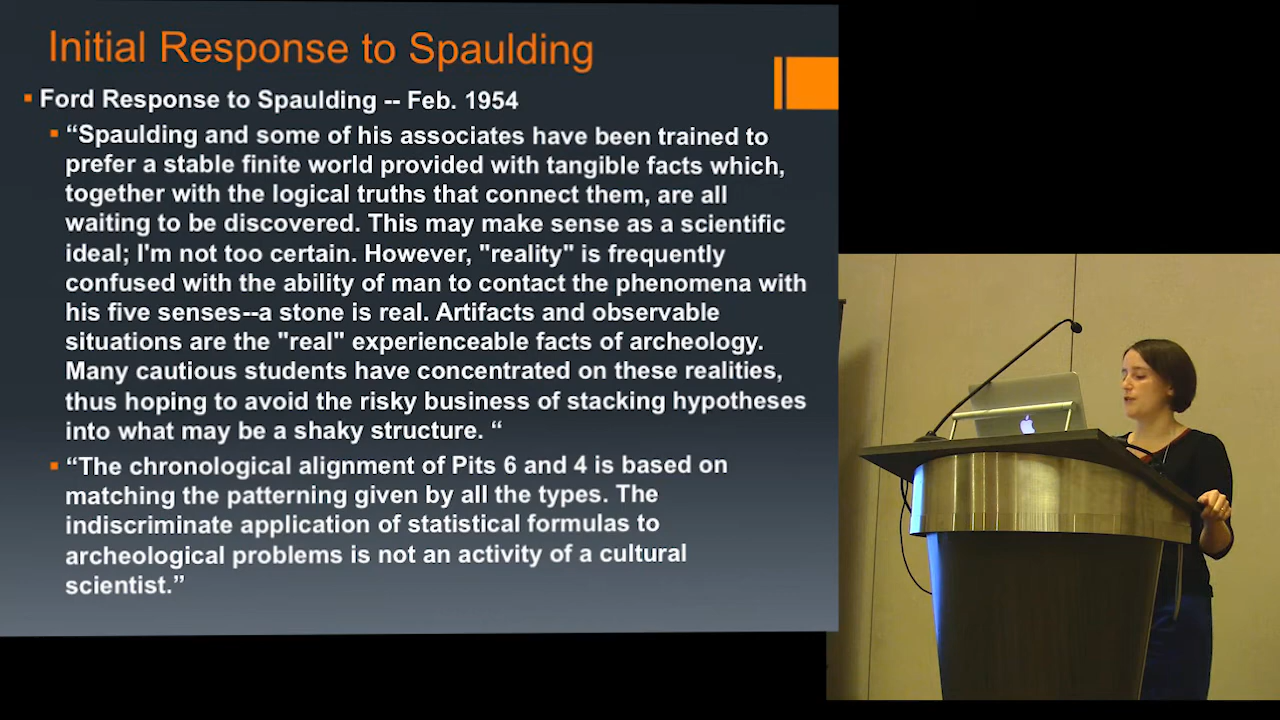 Initial Response to Spaulding
Ford Response to Spaulding -- Feb. 1954
“Spaulding and some of his associates have been trained to
prefer a stable finite world provided with tangible facts which,
together with the logical truths that connect them, are all
waiting to be discovered. This may make sense as a scientific
ideal; I'm not too certain. However, "reality" is frequently
confused with the ability of man to contact the phenomena with
his five senses--a stone is real. Artifacts and observable
situations are the "real" experienceable facts of archeology.
Many cautious students have concentrated on these realities,
thus hoping to avoid the risky business of stacking hypotheses
into what may be a shaky structure. “
“The chronological alignment of Pits 6 and 4 is based on
matching the patterning given by all the types. The
indiscriminate application of statistical formulas to
archeological problems is not an activity of a cultural
scientist.”